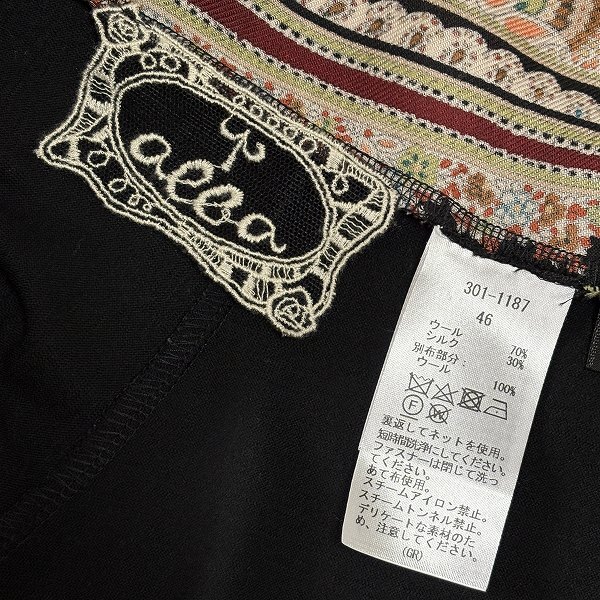 alba
301-1187
46
ウール 70%
シルク 30%
別布部分:
ウール 100%
F W
裏返してネットを使用。
短時間洗浄にしてください。
ファスナーは閉じて洗っ
てください。
あて布使用。
スチームアイロン禁止。
スチームトンネル禁止。
デリケートな素材のた
め、注意してください。
(GR)